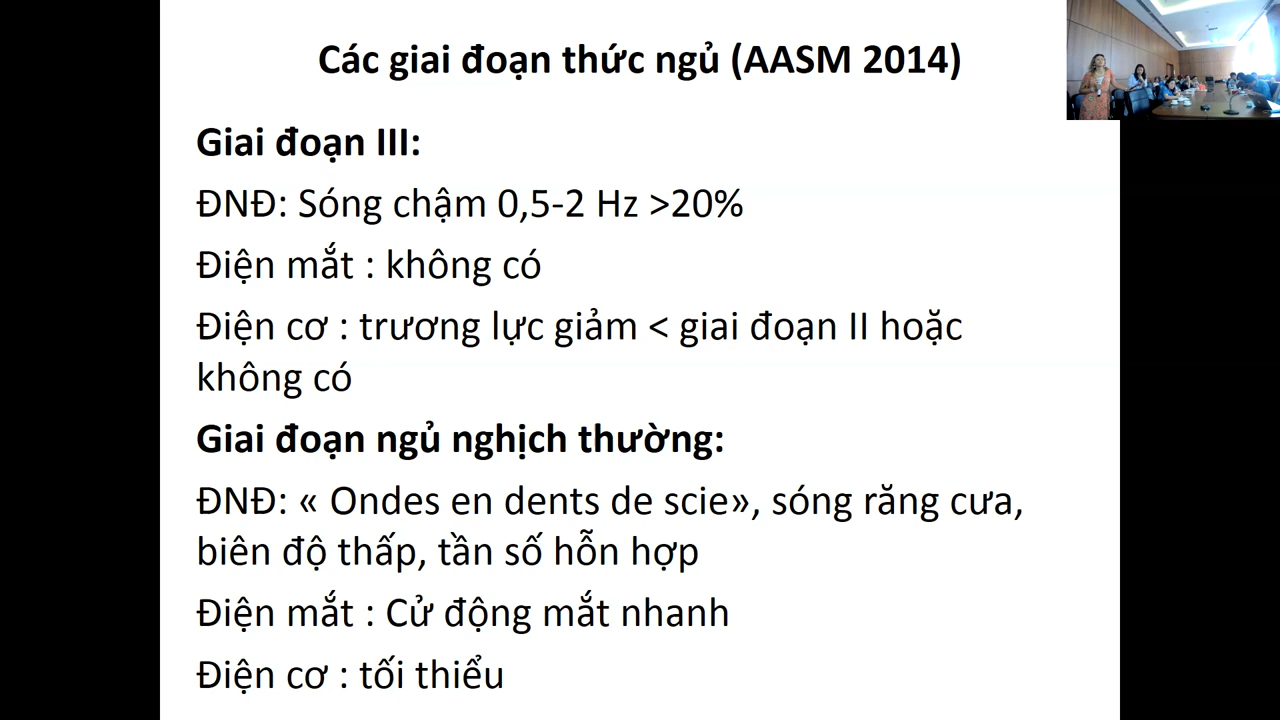 Các giai đoạn thức ngủ (AASM 2014)
Giai đoạn III:
ĐNĐ: Sóng chậm 0,5-2 Hz >20%
Điện mắt : không có
Điện cơ : trương lực giảm < giai đoạn II hoặc
không có
Giai đoạn ngủ nghịch thường:
ĐNĐ: « Ondes en dents de scie», sóng răng cưa,
biên độ thấp, tần số hỗn hợp
Điện mắt : Cử động mắt nhanh
Điện cơ : tối thiểu